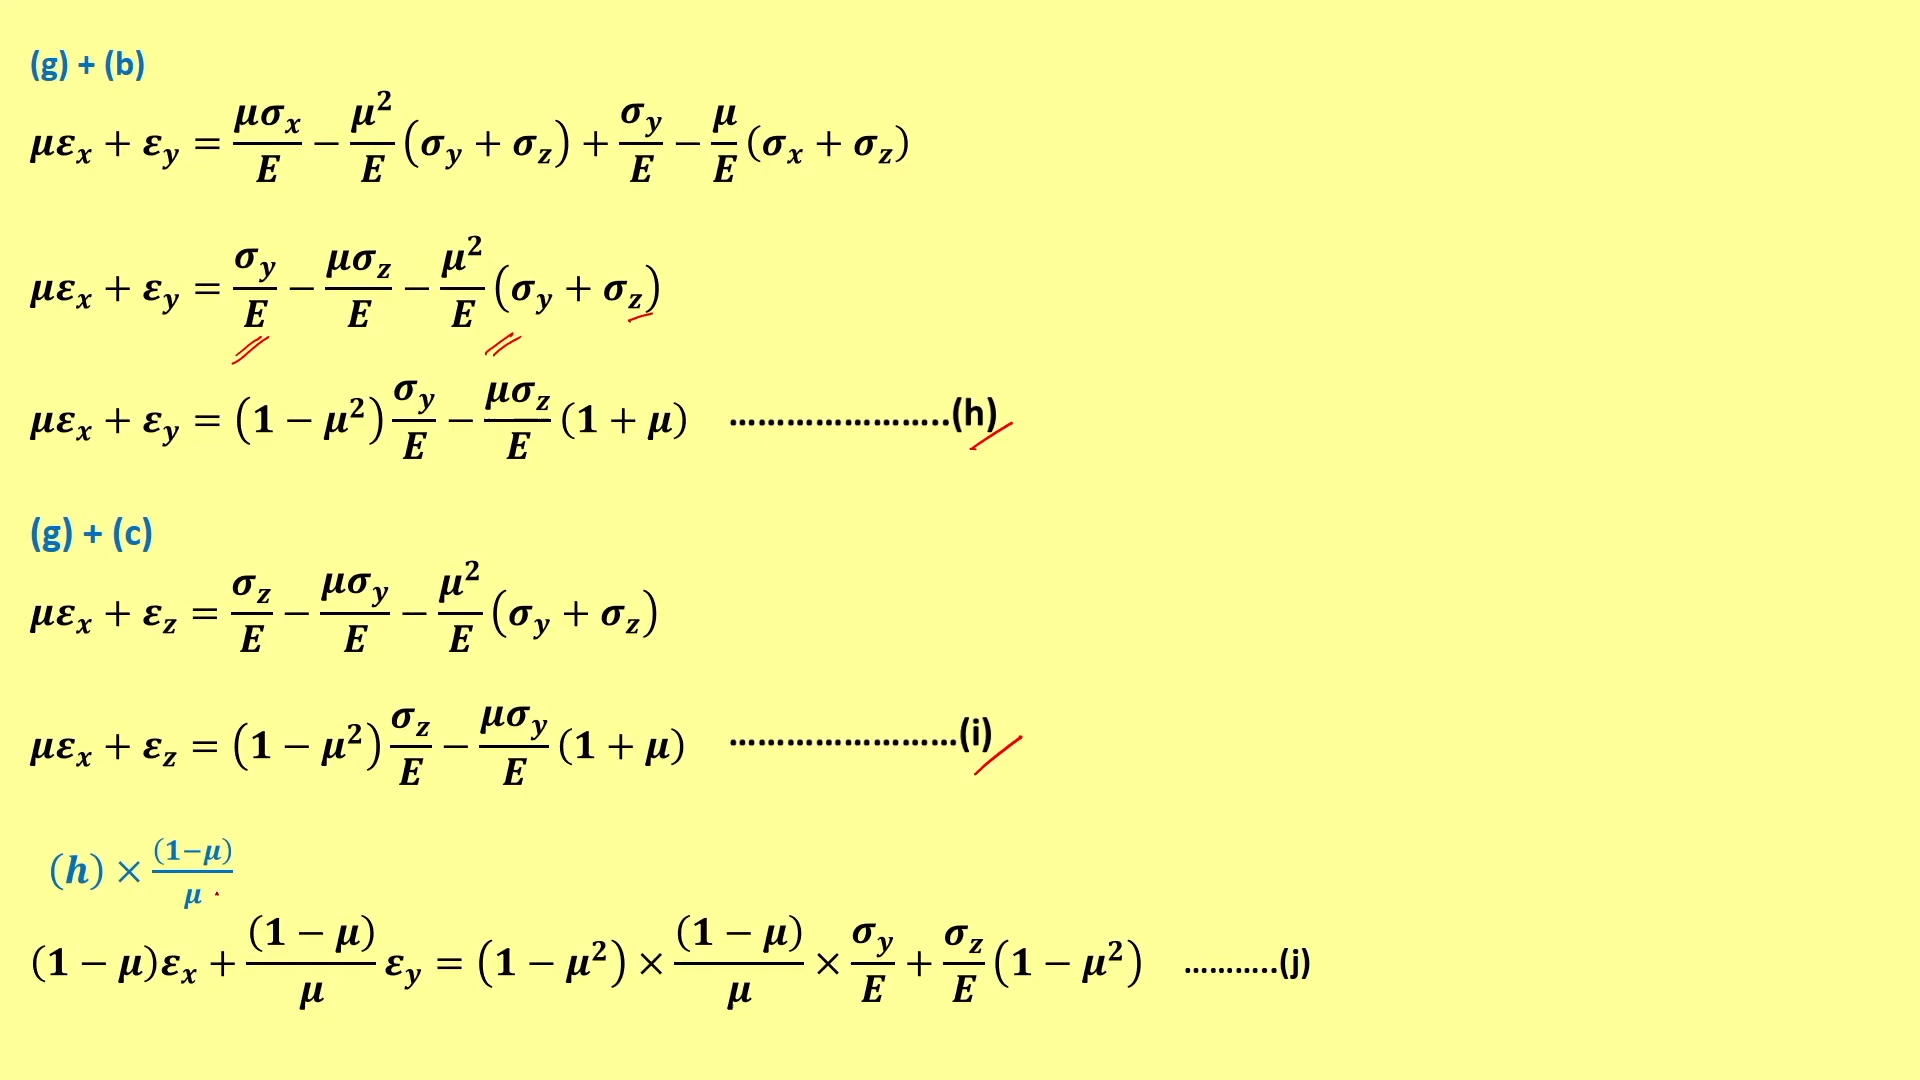 (g) + (b)
με_x + ε_y = μσ_x/E − μ²/E (σ_y + σ_z) + σ_y/E − μ/E (σ_x + σ_z)
με_x + ε_y = σ_y/E − μσ_z/E − μ²/E (σ_y + σ_z)
με_x + ε_y = (1 − μ²) σ_y/E − μσ_z/E (1 + μ) ........................(h)
(g) + (c)
με_x + ε_z = σ_z/E − μσ_y/E − μ²/E (σ_y + σ_z)
με_x + ε_z = (1 − μ²) σ_z/E − μσ_y/E (1 + μ) ........................(i)
(h) × (1−μ)/μ
(1 − μ)ε_x + (1 − μ)/μ ε_y = (1 − μ²) × (1 − μ)/μ × σ_y/E + σ_z/E (1 − μ²) ...........(j)